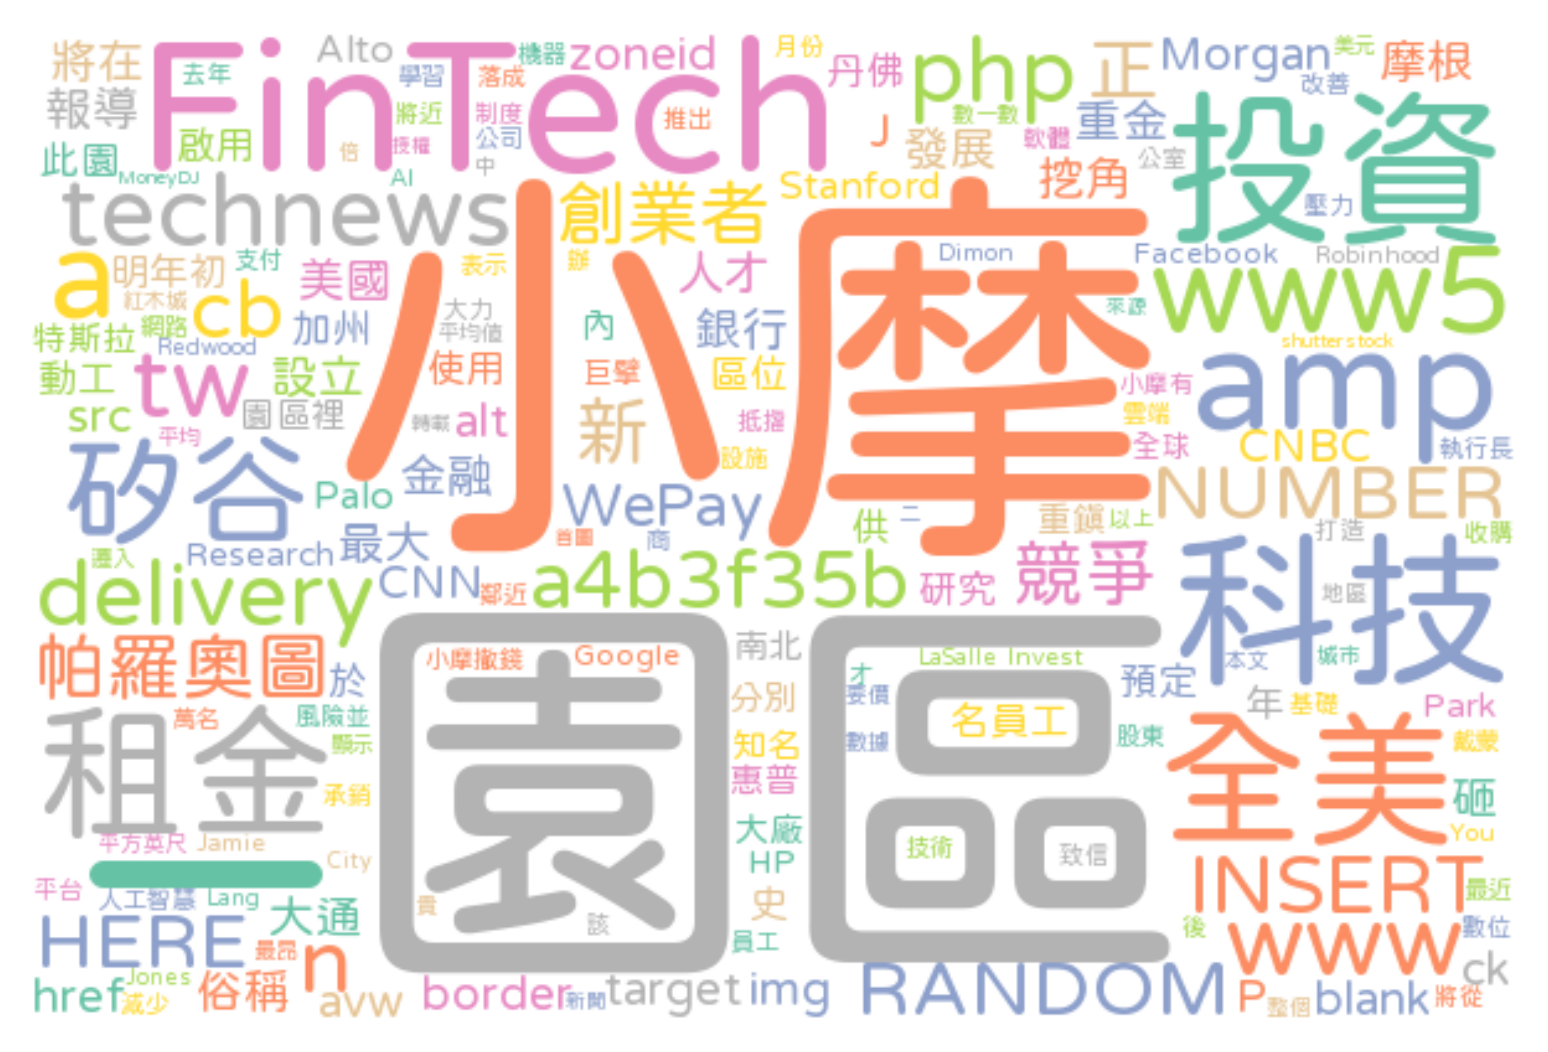 將在 FinTech Alto 機器 zoneid 月份 丹佛 php 正 Morgan 美元 摩根
報導 去年 學習 落成 推出 J 數一數 重金 改善 投資
此園 啟用 倍 將近 制度 授權 公司 中 發展 軟體 公室 挖角
MoneyDJ AI
technews 小摩 創業者 Stanford 壓力
a 明年初 支付 美國 表示 辦 人才 Dimon Facebook Robinhood
紅木城 cb 加州 大力 內 銀行 來源 www5
特斯拉 網路 Redwood 平均值 shutterstock
動工 tw 設立 使用 巨擘 區位 小摩有 amp
src 園區裡 轉載 alt 新 抵擋 雲端
平均 設施 全球 CNBC 執行長
矽谷 Palo 金融 WePay 供 二 重鎮 以上 NUMBER
Research 最大 首圖 商 競爭 打造 收購
遷入 delivery CNN 鄰近 a4b3f35b 研究 科技 地區
帕羅奧圖 於 園區 小摩撤錢 Google 南北 LaSalle Invest 才 要價 預定 本文 城市
租金 萬名 風險並 顯示 分別 名員工 年 基礎 Park
承銷 知名 數據 股東 全美 戴蒙
惠普 砸
平方英尺 Jamie 大廠 技術 致信 You
City HP
平台 人工智慧 Lang 大通 貴 該 史 INSERT 最近
HERE 最昂 n 員工 後 www 數位
href Jones 減少 俗稱 avw border 新聞 target img RANDOM P 整個 blank ck 將從